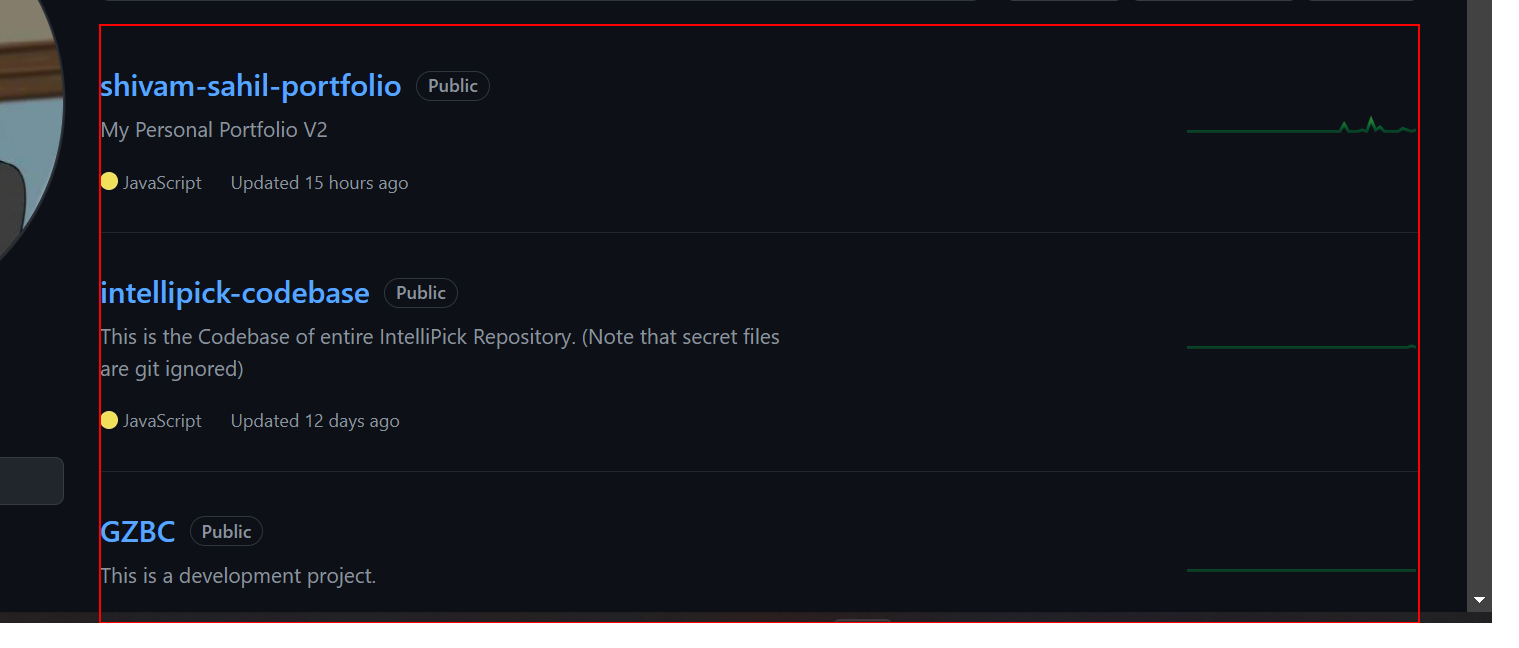 shivam-sahil-portfolio Public
My Personal Portfolio V2
JavaScript Updated 15 hours ago
intellipick-codebase Public
This is the Codebase of entire IntelliPick Repository. (Note that secret files
are git ignored)
JavaScript Updated 12 days ago
GZBC Public
This is a development project.